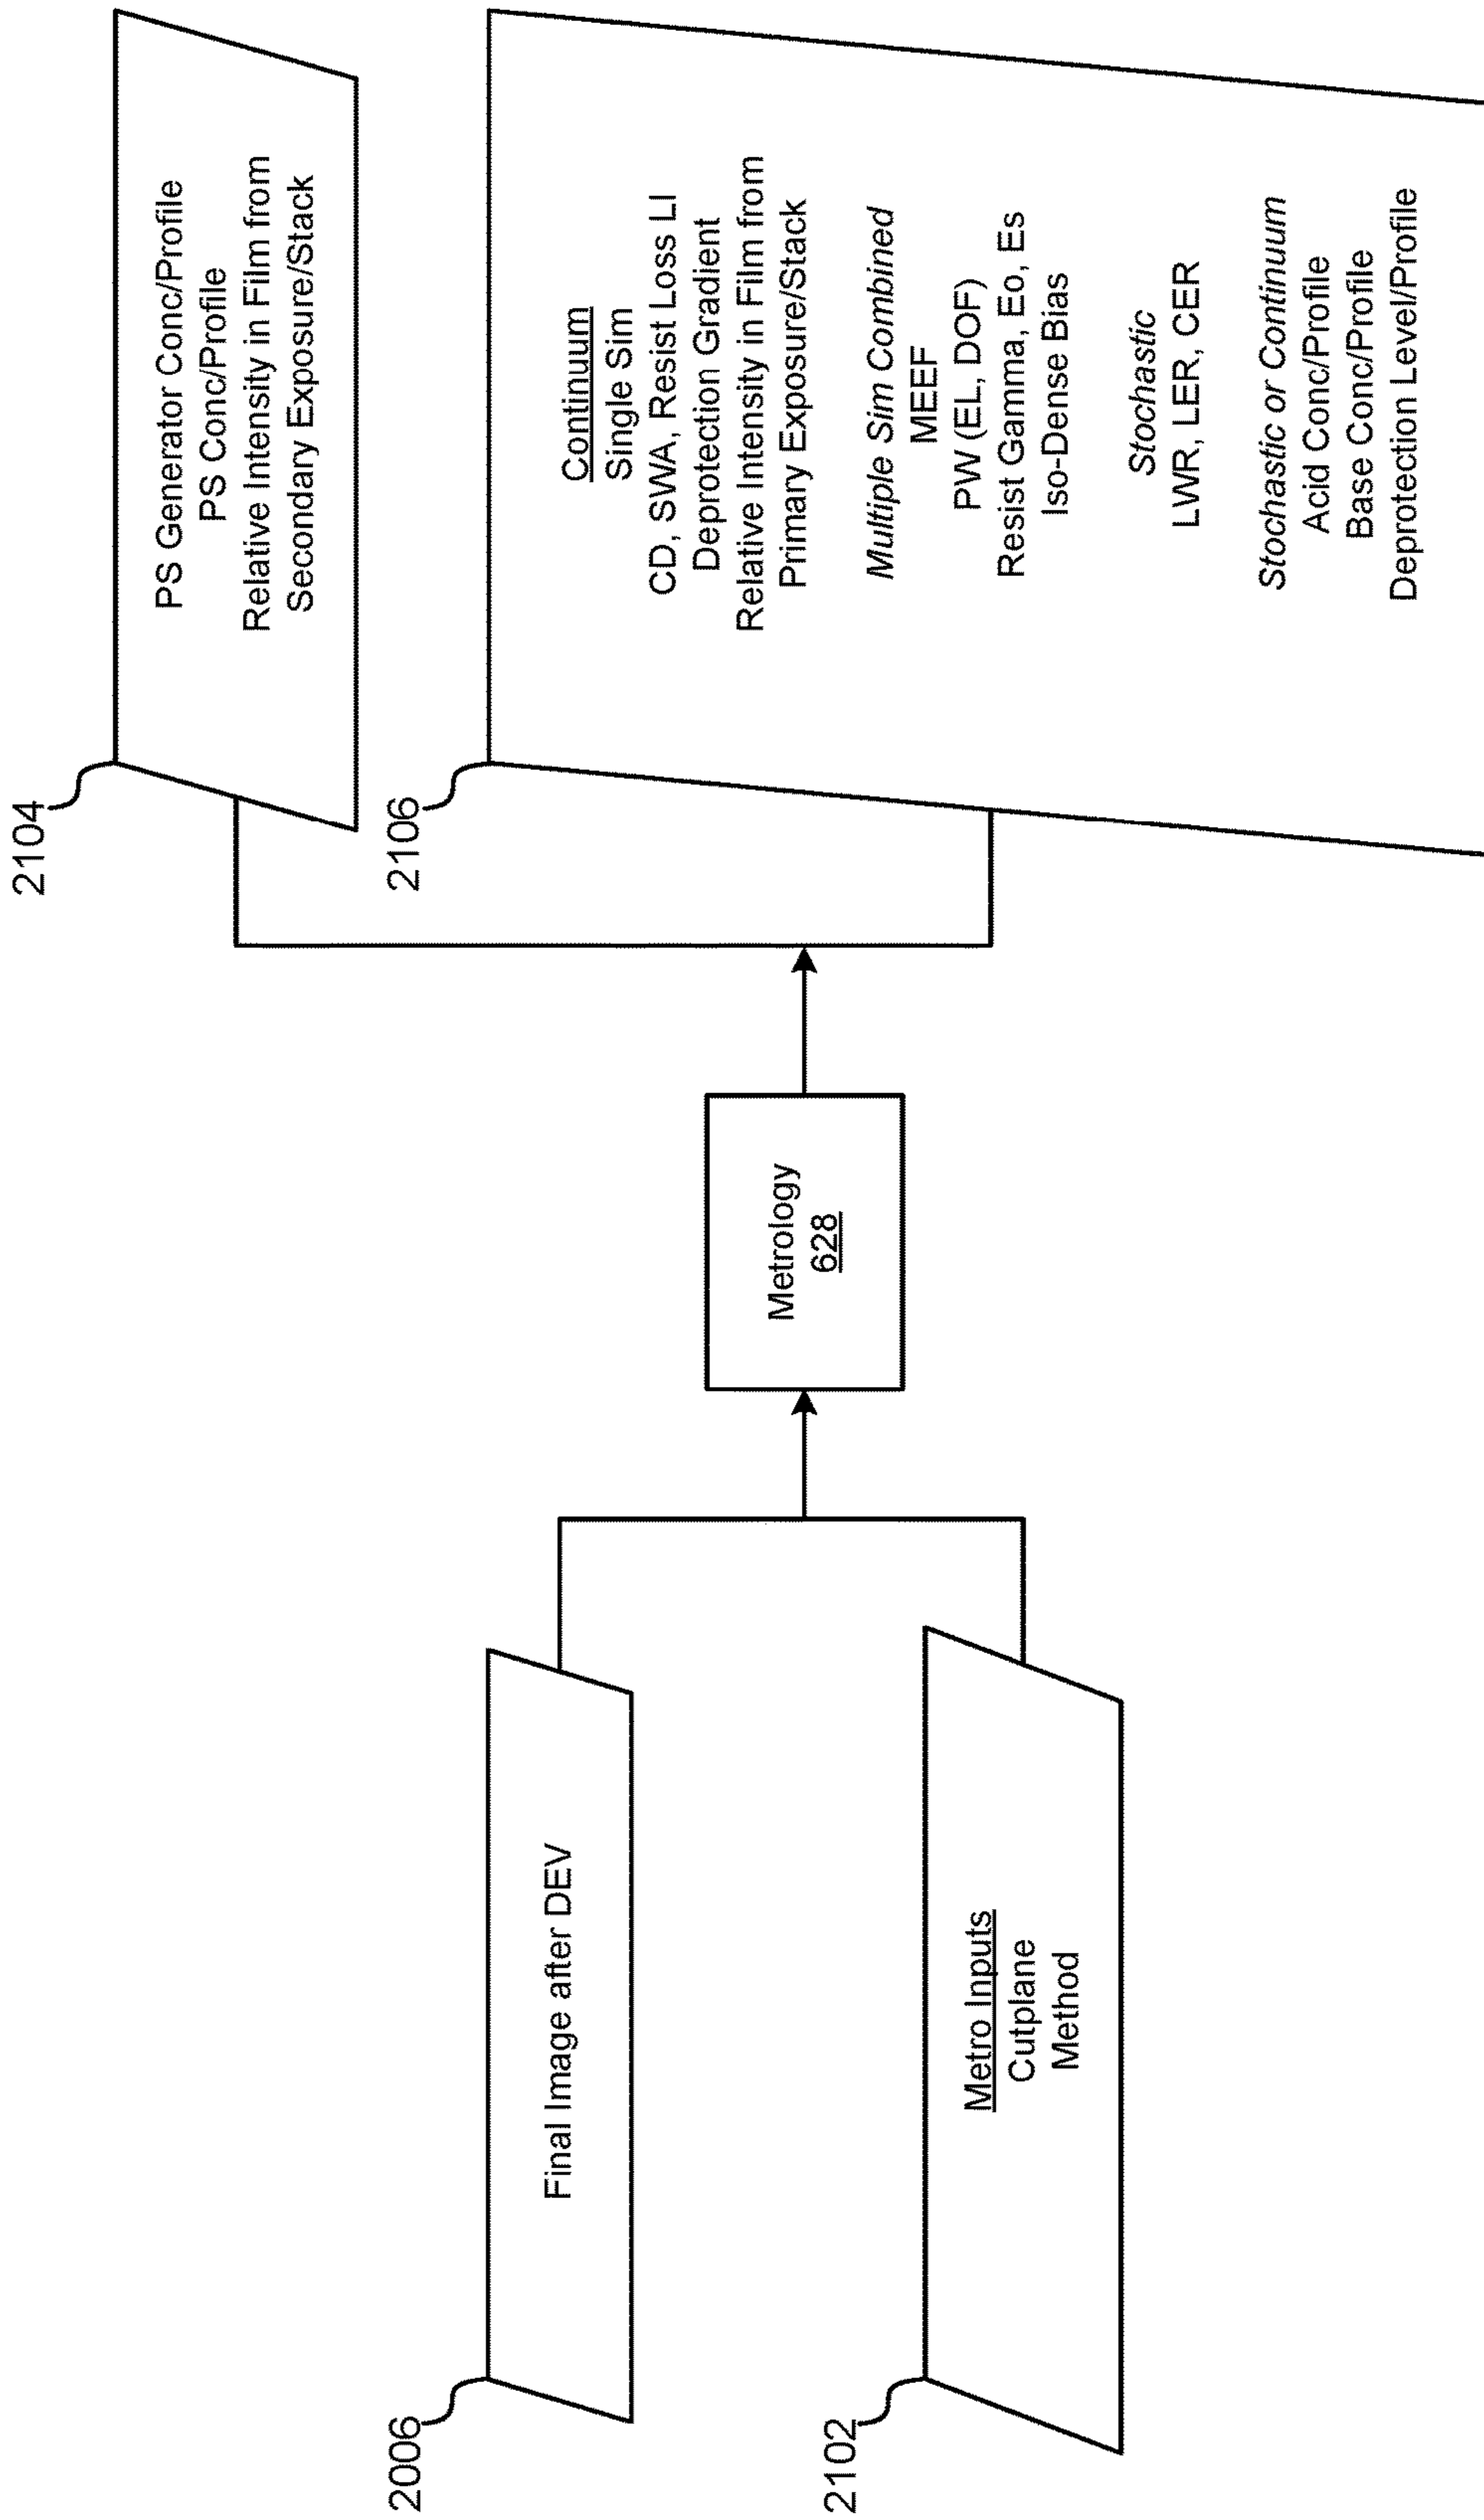 2006
Final Image after DEV
2102
Metro Inputs
Cutplane
Method
Metrology
628
2104
PS Generator Conc/Profile
PS Conc/Profile
Relative Intensity in Film from
Secondary Exposure/Stack
2106
Continuum
Single Sim
CD, SWA, Resist Loss LI
Deprotection Gradient
Relative Intensity in Film from
Primary Exposure/Stack
Multiple Sim Combined
MEEF
PW (EL, DOF)
Resist Gamma, Eo, Es
Iso-Dense Bias
Stochastic
LWR, LER, CER
Stochastic or Continuum
Acid Conc/Profile
Base Conc/Profile
Deprotection Level/Profile